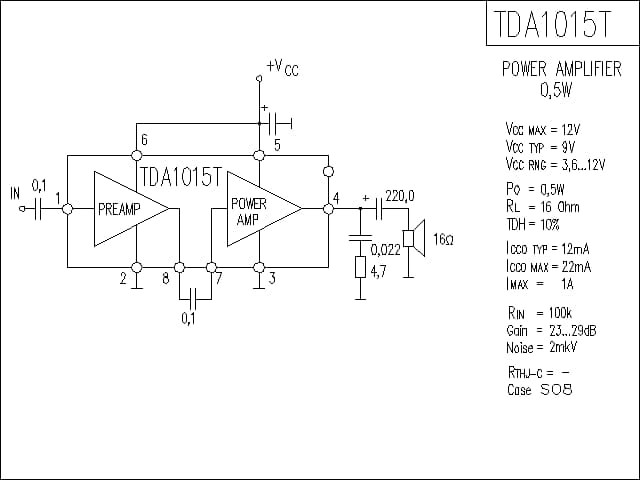 TDA1015T
POWER AMPLIFIER
0,5W
+VCC
+
6
5
TDA1015T
IN
0,1
1
PREAMP
POWER
AMP
4
+
220,0
16Ω
0,022
4,7
2
8
7
3
0,1
VCC MAX = 12V
VCC TYP = 9V
VCC RNG = 3,6...12V
PO = 0,5W
RL = 16 Ohm
TDH = 10%
ICCO TYP = 12mA
ICCO MAX = 22mA
IMAX = 1A
RIN = 100k
Gain = 23...29dB
Noise = 2mkV
RTHJ-C = -
Case SO8